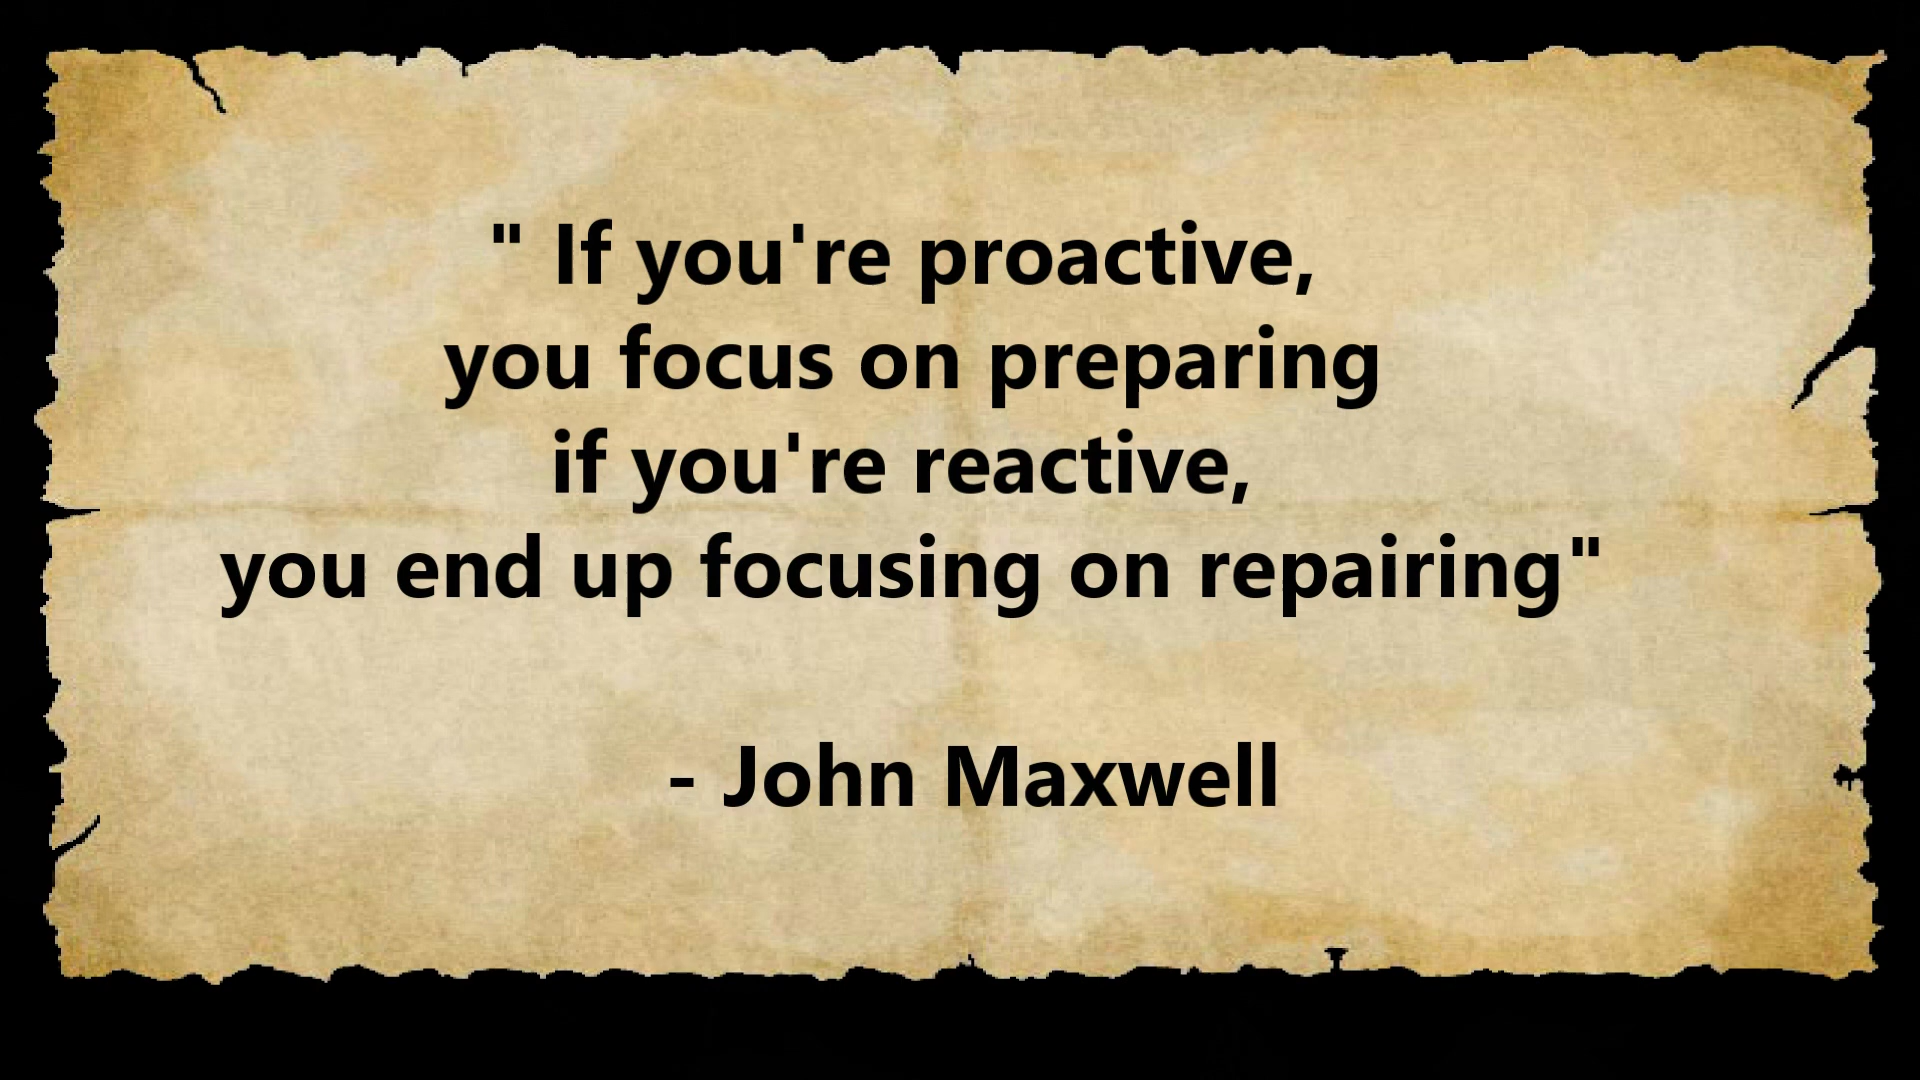 " If you're proactive,
you focus on preparing
if you're reactive,
you end up focusing on repairing"
- John Maxwell